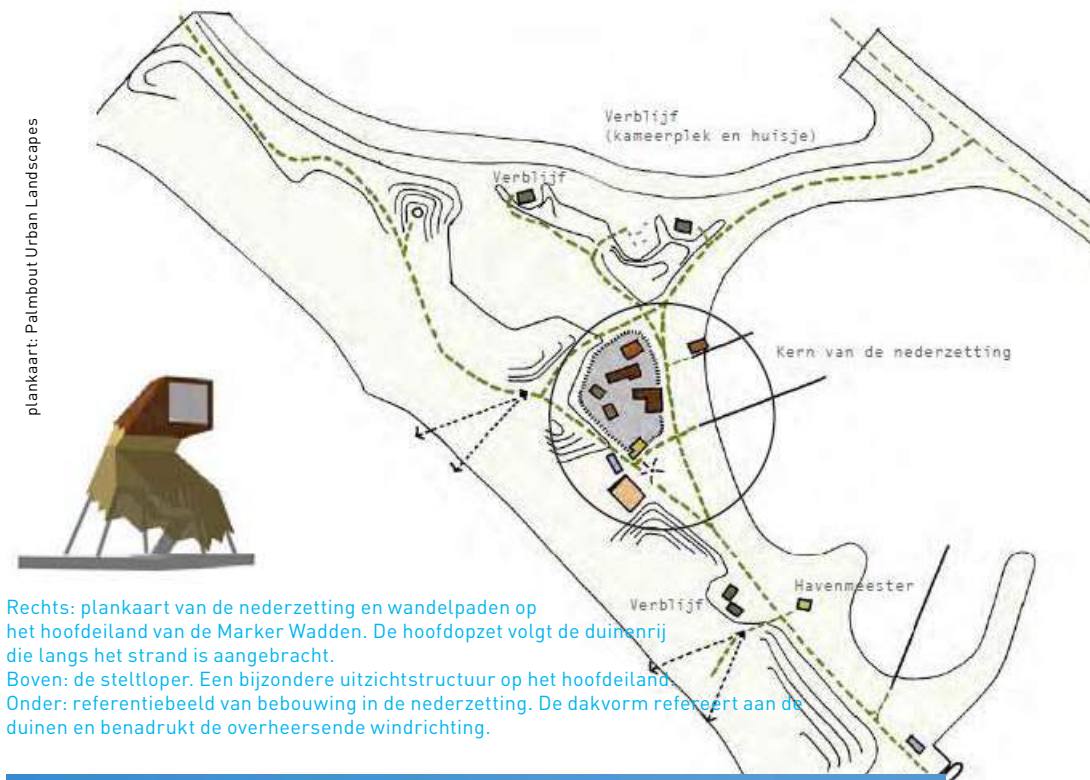 plankaart: Palmbout Urban Landscapes
Verblijf
(kameerplek en huisje)
Verblijf
Kern van de nederzetting
Havenmeester
Verblijf
Rechts: plankaart van de nederzetting en wandelpaden op
het hoofdeiland van de Marker Wadden. De hoofdopzet volgt de duinenrij
die langs het strand is aangebracht.
Boven: de steltloper. Een bijzondere uitzichtstructuur op het hoofdeiland.
Onder: referentiebeeld van bebouwing in de nederzetting. De dakvorm refereert aan de
duinen en benadrukt de overheersende windrichting.